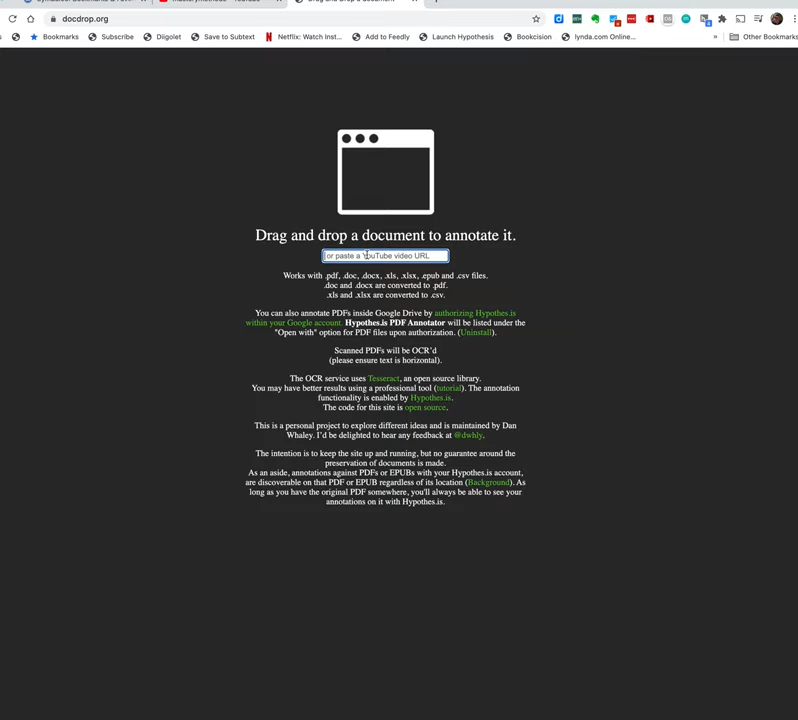 docdrop.org
Bookmarks Subscribe Diigolet Save to Subtext Netflix: Watch Inst... Add to Feedly Launch Hypothesis Bookcision lynda.com Online... » Other Bookmarks
Drag and drop a document to annotate it.
or paste a YouTube video URL
Works with .pdf, .doc, .docx, .xls, .xlsx, .epub and .csv files.
.doc and .docx are converted to .pdf.
.xls and .xlsx are converted to .csv.
You can also annotate PDFs inside Google Drive by authorizing Hypothes.is
within your Google account. Hypothes.is PDF Annotator will be listed under the
"Open with" option for PDF files upon authorization. (Uninstall).
Scanned PDFs will be OCR'd
(please ensure text is horizontal).
The OCR service uses Tesseract, an open source library.
You may have better results using a professional tool (tutorial). The annotation
functionality is enabled by Hypothes.is.
The code for this site is open source.
This is a personal project to explore different ideas and is maintained by Dan
Whaley. I'd be delighted to hear any feedback at @dwhly.
The intention is to keep the site up and running, but no guarantee around the
preservation of documents is made.
As an aside, annotations against PDFs or EPUBs with your Hypothes.is account,
are discoverable on that PDF or EPUB regardless of its location (Background). As
long as you have the original PDF somewhere, you'll always be able to see your
annotations on it with Hypothes.is.